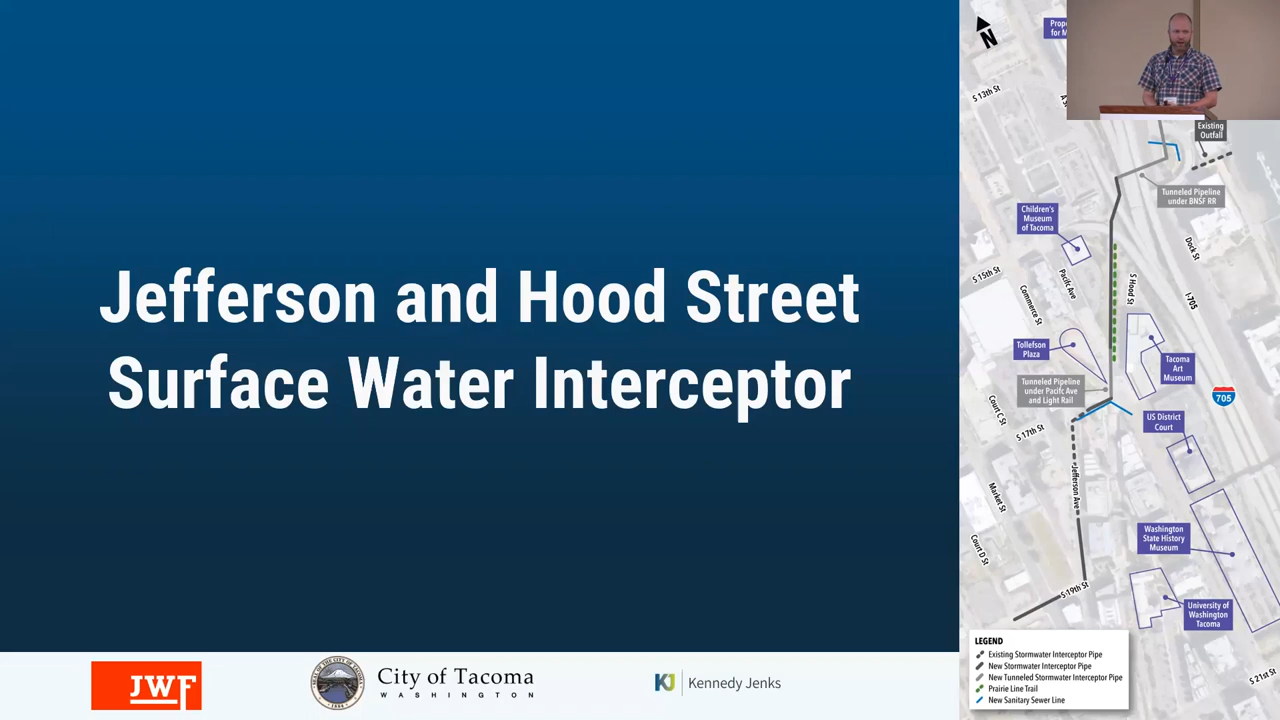 Jefferson and Hood Street
Surface Water Interceptor
JWF
City of Tacoma
WASHINGTON
KJ
Kennedy Jenks
N
S 13th St
Existing
Outfall
Tunneled Pipeline
under BNSF RR
Children's
Museum
of Tacoma
Dock St
S 15th St
Pacific Ave
S Hood St
I-705
Commerce St
Tollefson
Plaza
Tacoma
Art
Museum
Tunneled Pipeline
under Pacifc Ave
and Light Rail
705
Court C St
US District
Court
S 17th St
Jefferson Ave
Market St
Washington
State History
Museum
Court D St
S 19th St
University of
Washington
Tacoma
S 21st St
LEGEND
Existing Stormwater Interceptor Pipe
New Stormwater Interceptor Pipe
New Tunneled Stormwater Interceptor Pipe
Prairie Line Trail
New Sanitary Sewer Line